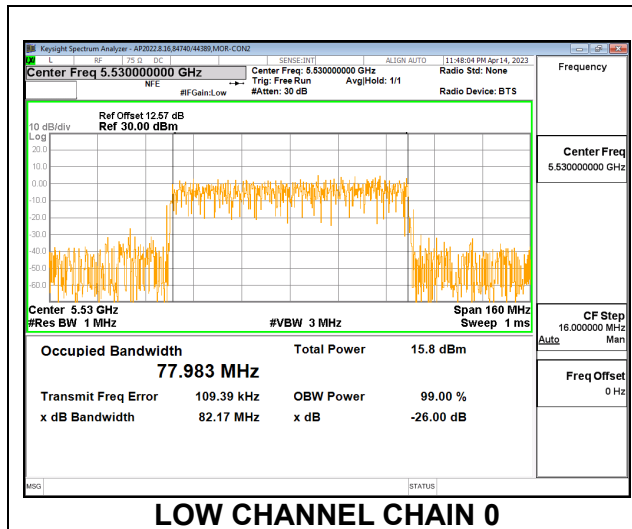 Keysight Spectrum Analyzer - AP2022.8.16,84740/44389,MOR-CON2
L RF 75 Ω DC SENSE:INT ALIGN AUTO 11:48:04 PM Apr 14, 2023
Center Freq 5.530000000 GHz
NFE
#IFGain:Low
Center Freq: 5.530000000 GHz
Trig: Free Run Avg|Hold: 1/1
#Atten: 30 dB
Radio Std: None
Radio Device: BTS
Frequency
Ref Offset 12.57 dB
10 dB/div Ref 30.00 dBm
Log
20.0
10.0
0.00
-10.0
-20.0
-30.0
-40.0
-50.0
-60.0
Center Freq
5.530000000 GHz
Center 5.53 GHz Span 160 MHz
#Res BW 1 MHz #VBW 3 MHz Sweep 1 ms
CF Step
16.000000 MHz
Auto Man
Freq Offset
0 Hz
Occupied Bandwidth Total Power 15.8 dBm
77.983 MHz
Transmit Freq Error 109.39 kHz OBW Power 99.00 %
x dB Bandwidth 82.17 MHz x dB -26.00 dB
MSG STATUS
LOW CHANNEL CHAIN 0